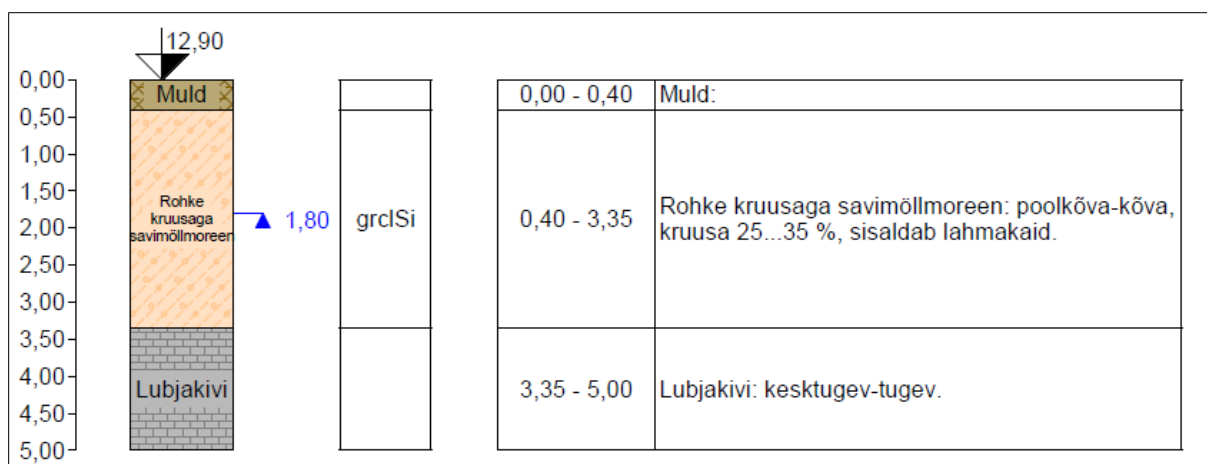 12,90
0,00
0,50
1,00
1,50
2,00
2,50
3,00
3,50
4,00
4,50
5,00
Muld
Rohke
kruusaga
savimöllmoreen
Lubjakivi
1,80
grclSi
0,00 - 0,40
Muld:
0,40 - 3,35
Rohke kruusaga savimöllmoreen: poolkõva-kõva,
kruusa 25...35 %, sisaldab lahmakaid.
3,35 - 5,00
Lubjakivi: kesktugev-tugev.